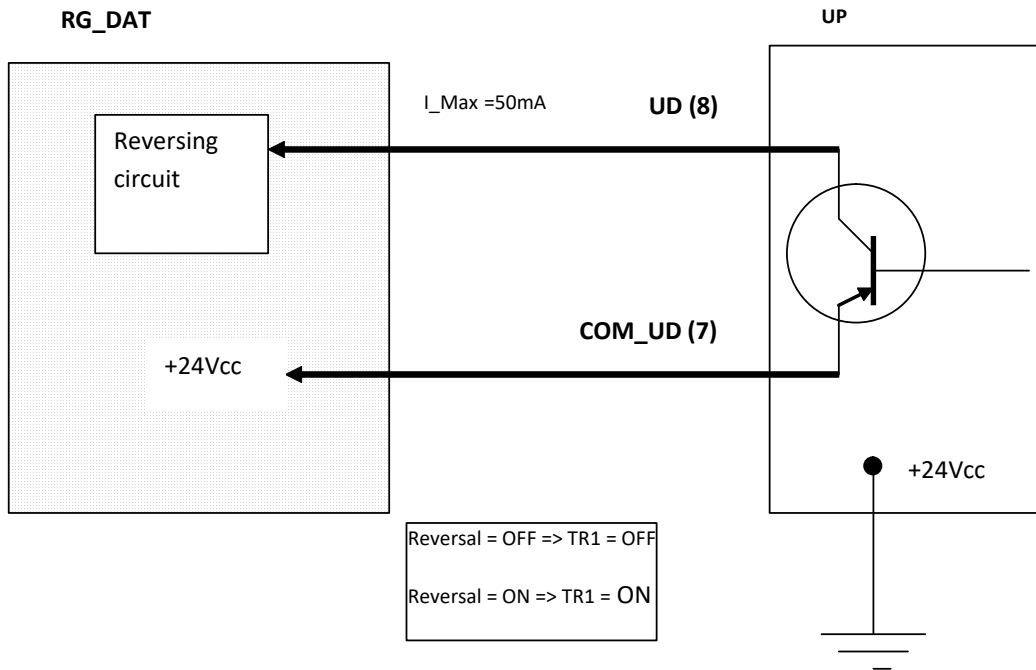 RG_DAT
UP
I_Max =50mA
UD (8)
Reversing
circuit
COM_UD (7)
+24Vcc
+24Vcc
Reversal = OFF => TR1 = OFF
Reversal = ON => TR1 = ON